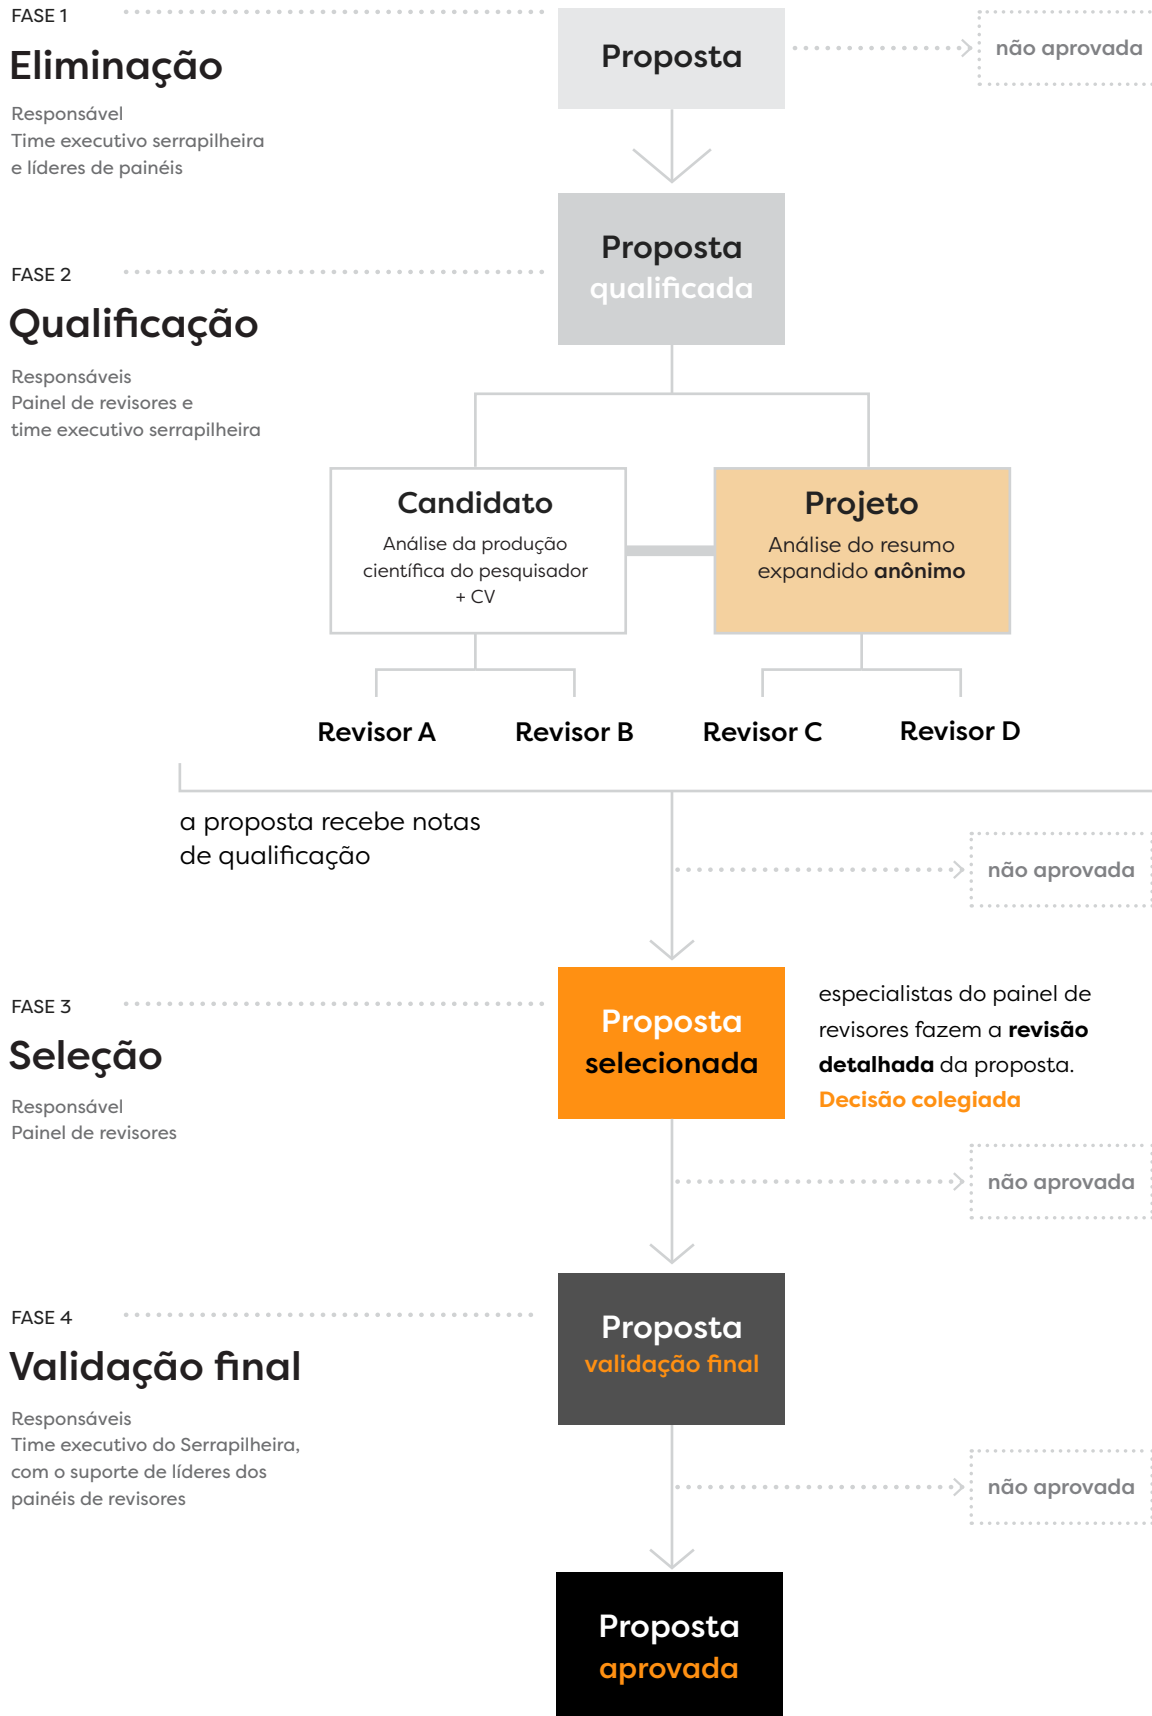 FASE 1
Eliminação
Responsável
Time executivo serrapilheira
e líderes de painéis
Proposta
não aprovada
FASE 2
Qualificação
Responsáveis
Painel de revisores e
time executivo serrapilheira
Proposta
qualificada
Candidato
Análise da produção
científica do pesquisador
+ CV
Projeto
Análise do resumo
expandido anônimo
Revisor A
Revisor B
Revisor C
Revisor D
a proposta recebe notas
de qualificação
não aprovada
FASE 3
Seleção
Responsável
Painel de revisores
Proposta
selecionada
especialistas do painel de
revisores fazem a revisão
detalhada da proposta.
Decisão colegiada
não aprovada
FASE 4
Validação final
Responsáveis
Time executivo do Serrapilheira,
com o suporte de líderes dos
painéis de revisores
Proposta
validação final
não aprovada
Proposta
aprovada